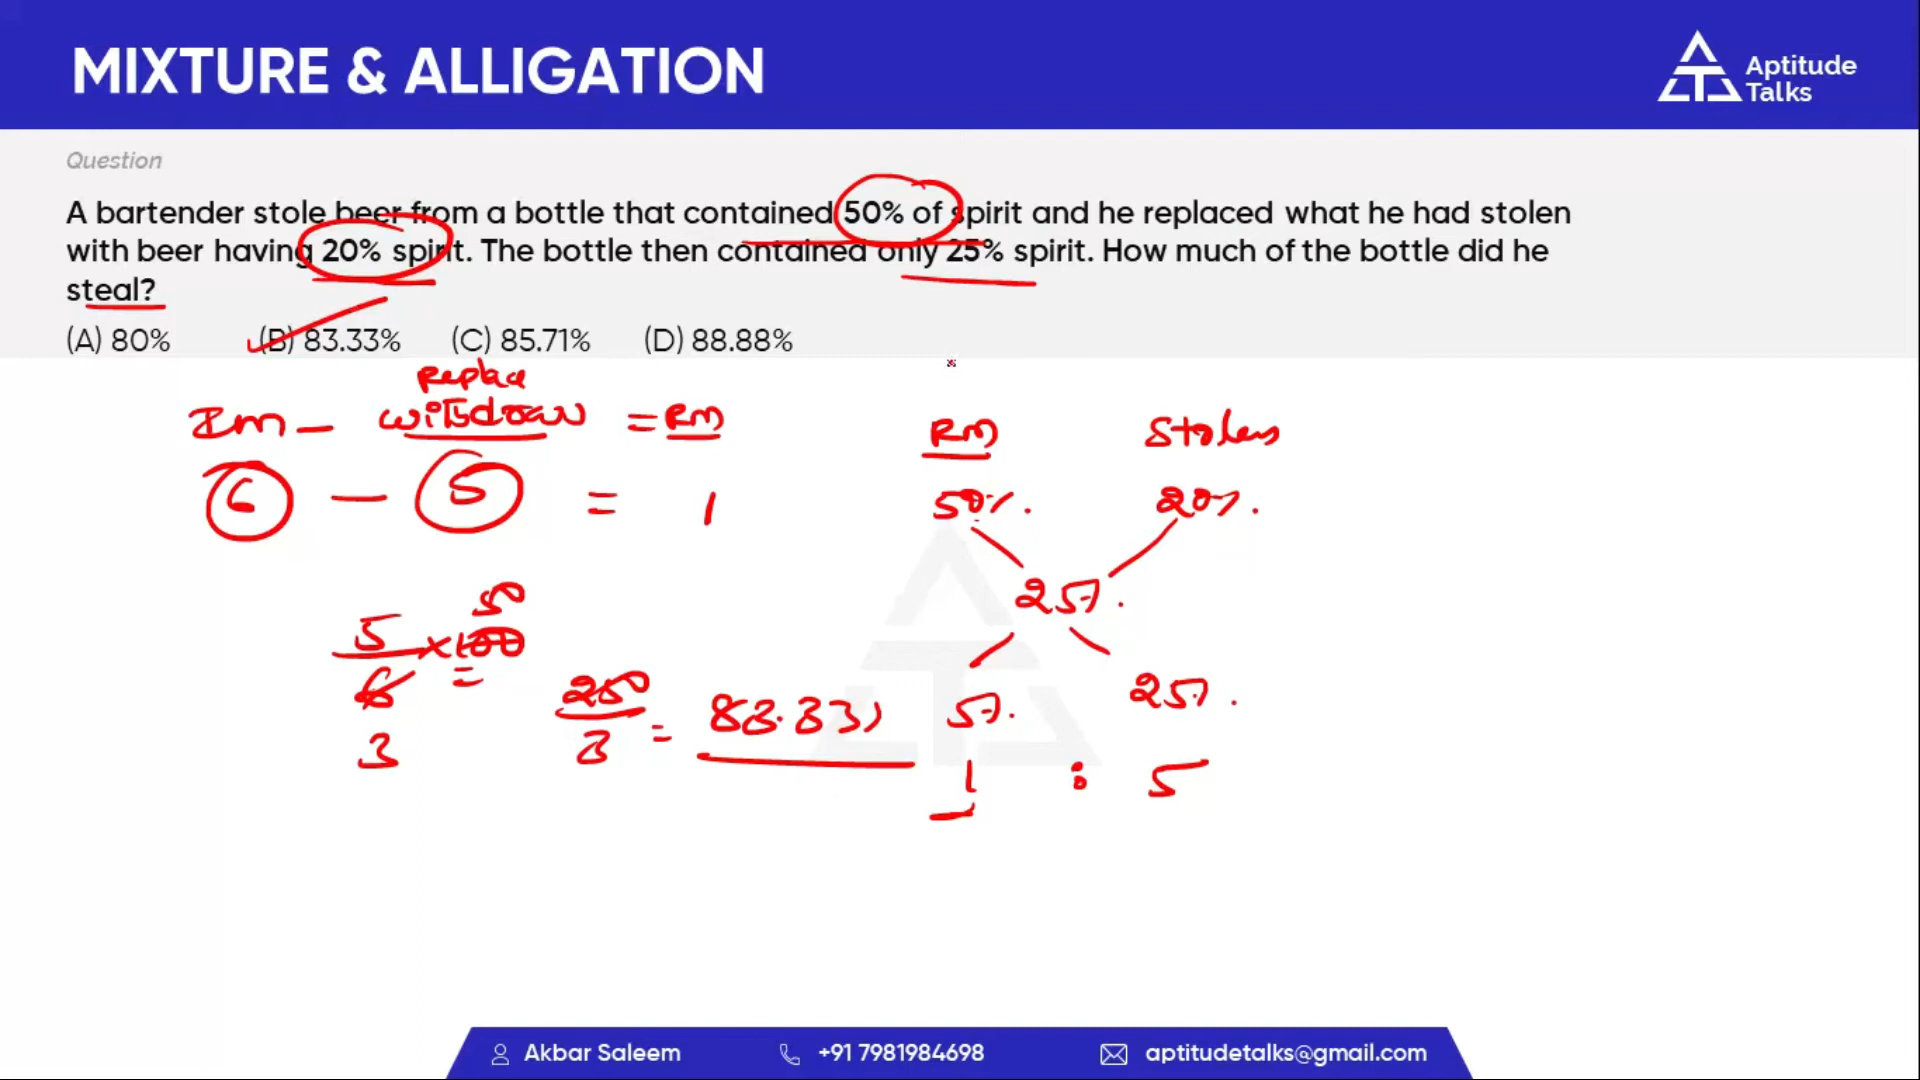 MIXTURE & ALLIGATION
Aptitude
Talks
Question
A bartender stole beer from a bottle that contained 50% of spirit and he replaced what he had stolen
with beer having 20% spirit. The bottle then contained only 25% spirit. How much of the bottle did he
steal?
(A) 80% (B) 83.33% (C) 85.71% (D) 88.88%
Replace
Im - withdraw = RM
6 - 5 = 1
RM Stolen
50% 20%
25%
5% 25%
1 : 5
50
5 × 100 =
6
3
250 = 83.33%
3
Akbar Saleem +91 7981984698 aptitudetalks@gmail.com